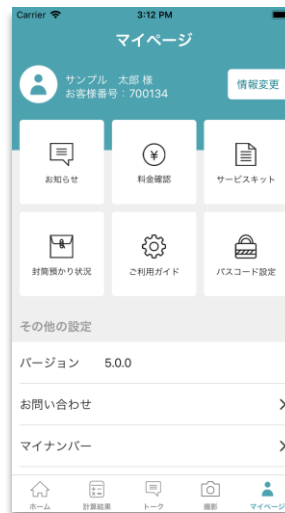 Carrier 3:12 PM
マイページ
サンプル 太郎 様
お客様番号：700134
情報変更
お知らせ
料金確認
サービスキット
封筒預かり状況
ご利用ガイド
パスコード設定
その他の設定
バージョン 5.0.0
お問い合わせ
マイナンバー
ホーム
計算結果
トーク
撮影
マイページ